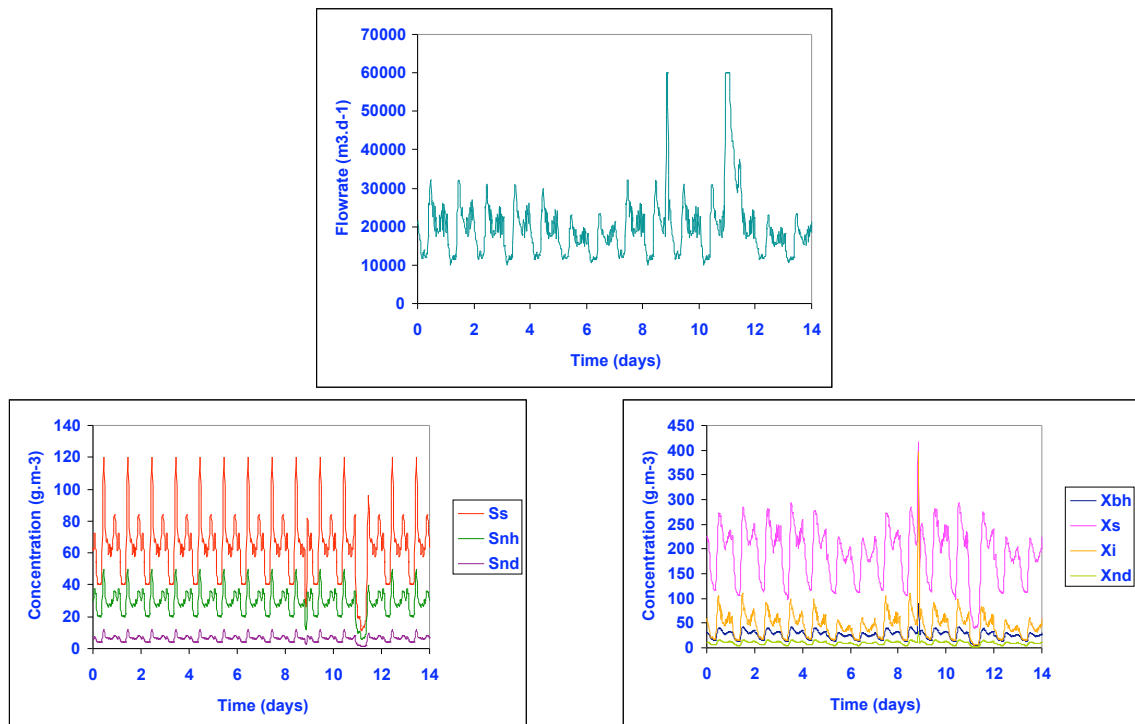 70000
60000
50000
40000
30000
20000
10000
0
Flowrate (m3.d-1)
0 2 4 6 8 10 12 14
Time (days)
140
120
100
80
60
40
20
0
Concentration (g.m-3)
0 2 4 6 8 10 12 14
Time (days)
Ss
Snh
Snd
450
400
350
300
250
200
150
100
50
0
Concentration (g.m-3)
0 2 4 6 8 10 12 14
Time (days)
Xbh
Xs
Xi
Xnd